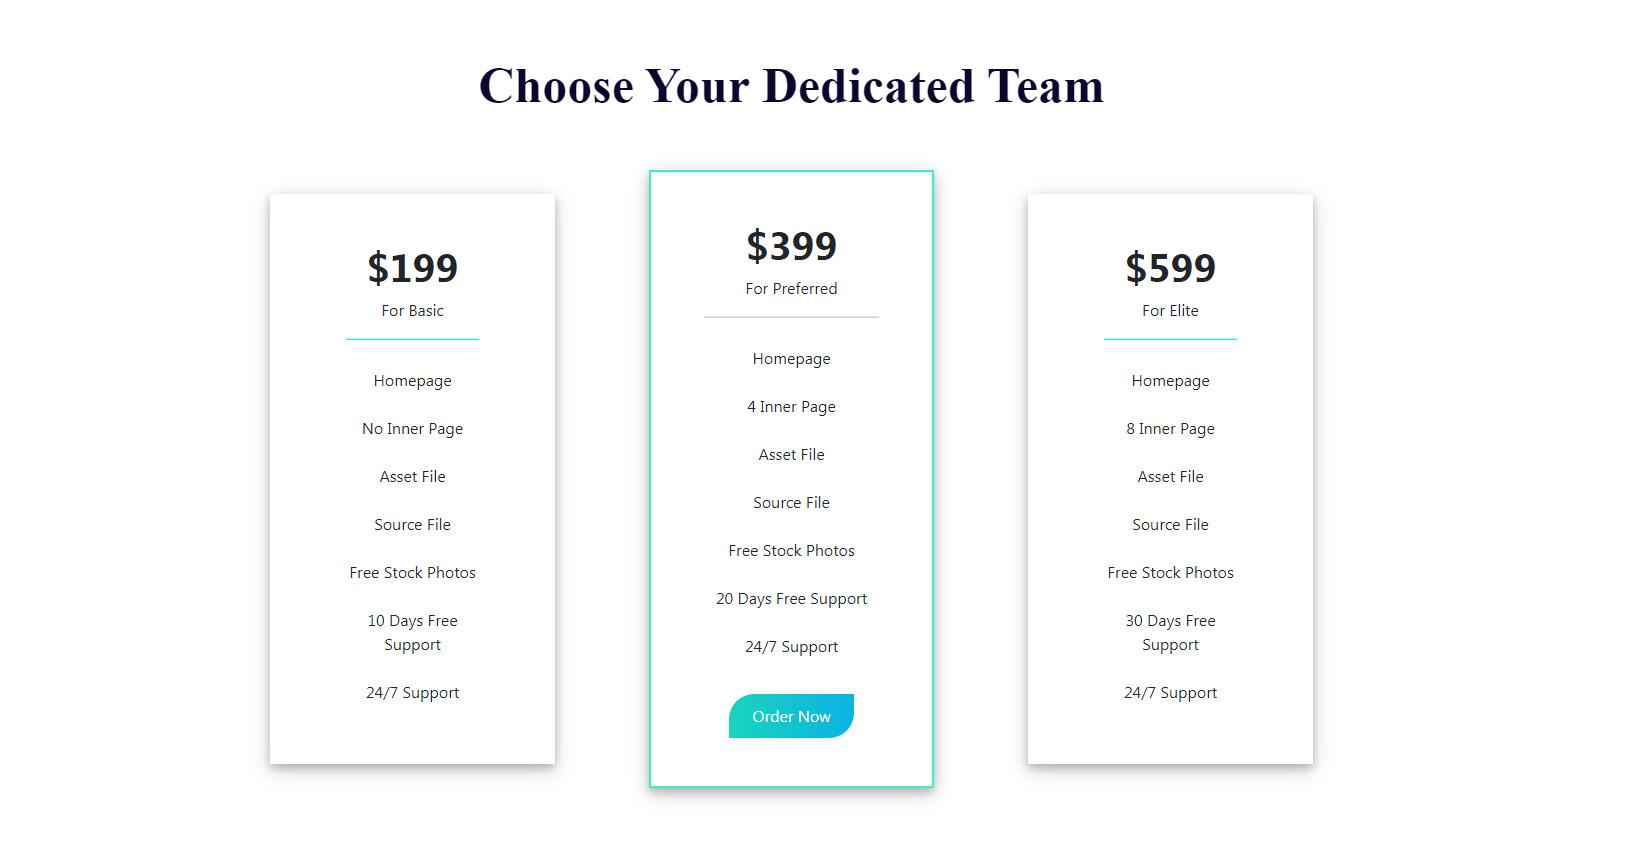 Choose Your Dedicated Team
$199
For Basic
Homepage
No Inner Page
Asset File
Source File
Free Stock Photos
10 Days Free
Support
24/7 Support
$399
For Preferred
Homepage
4 Inner Page
Asset File
Source File
Free Stock Photos
20 Days Free Support
24/7 Support
Order Now
$599
For Elite
Homepage
8 Inner Page
Asset File
Source File
Free Stock Photos
30 Days Free
Support
24/7 Support